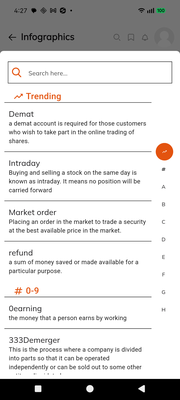 4:27
100
Infographics
Search here...
Trending
Demat
a demat account is required for those customers
who wish to take part in the online trading of
shares.
Intraday
Buying and selling a stock on the same day is
known as intraday. It means no position will be
carried forward
Market order
Placing an order in the market to trade a security
at the best available price in the market.
refund
a sum of money saved or made available for a
particular purpose.
# 0-9
0earning
the money that a person earns by working
333Demerger
This is the process where a company is divided
into parts so that it can be operated
independently or can be sold out to some other
#
A
B
C
D
E
F
G
H